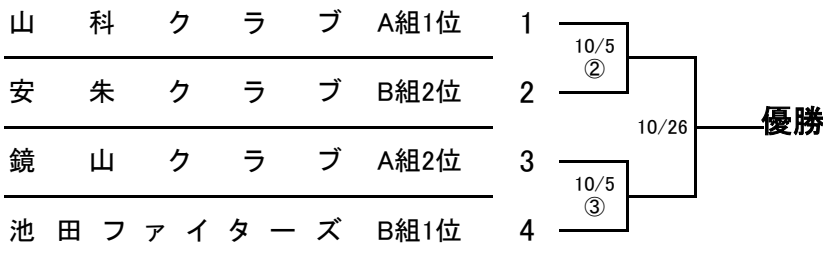 山科クラブ A組1位 1
10/5
②
安朱クラブ B組2位 2
10/26 優勝
鏡山クラブ A組2位 3
10/5
③
池田ファイターズ B組1位 4